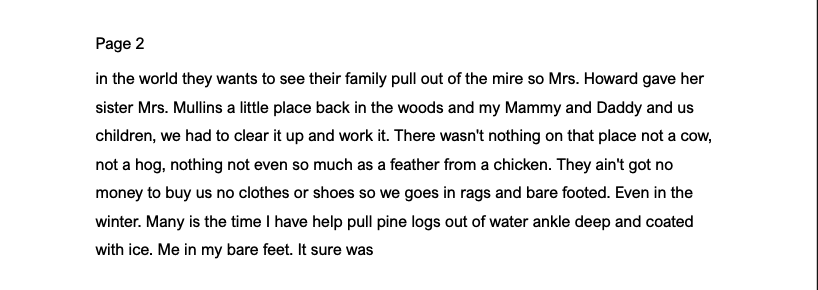 Page 2
in the world they wants to see their family pull out of the mire so Mrs. Howard gave her
sister Mrs. Mullins a little place back in the woods and my Mammy and Daddy and us
children, we had to clear it up and work it. There wasn't nothing on that place not a cow,
not a hog, nothing not even so much as a feather from a chicken. They ain't got no
money to buy us no clothes or shoes so we goes in rags and bare footed. Even in the
winter. Many is the time I have help pull pine logs out of water ankle deep and coated
with ice. Me in my bare feet. It sure was